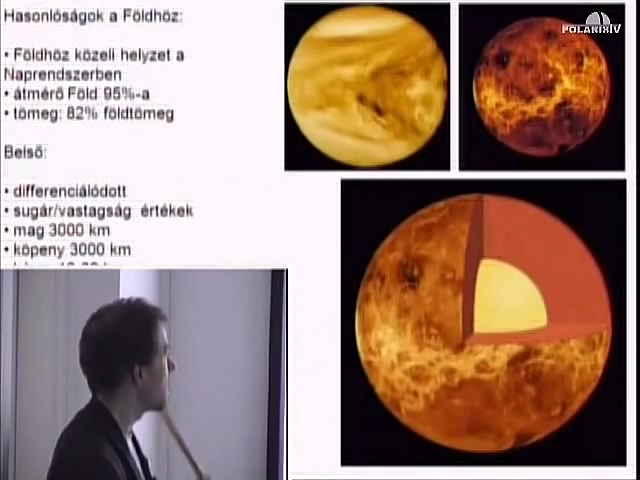 Hasonlóságok a Földhöz:
• Földhöz közeli helyzet a
Naprendszerben
• átmérő Föld 95%-a
• tömeg: 82% földtömeg
Belső:
• differenciálódott
• sugár/vastagság értékek
• mag 3000 km
• köpeny 3000 km
POLARIXIV